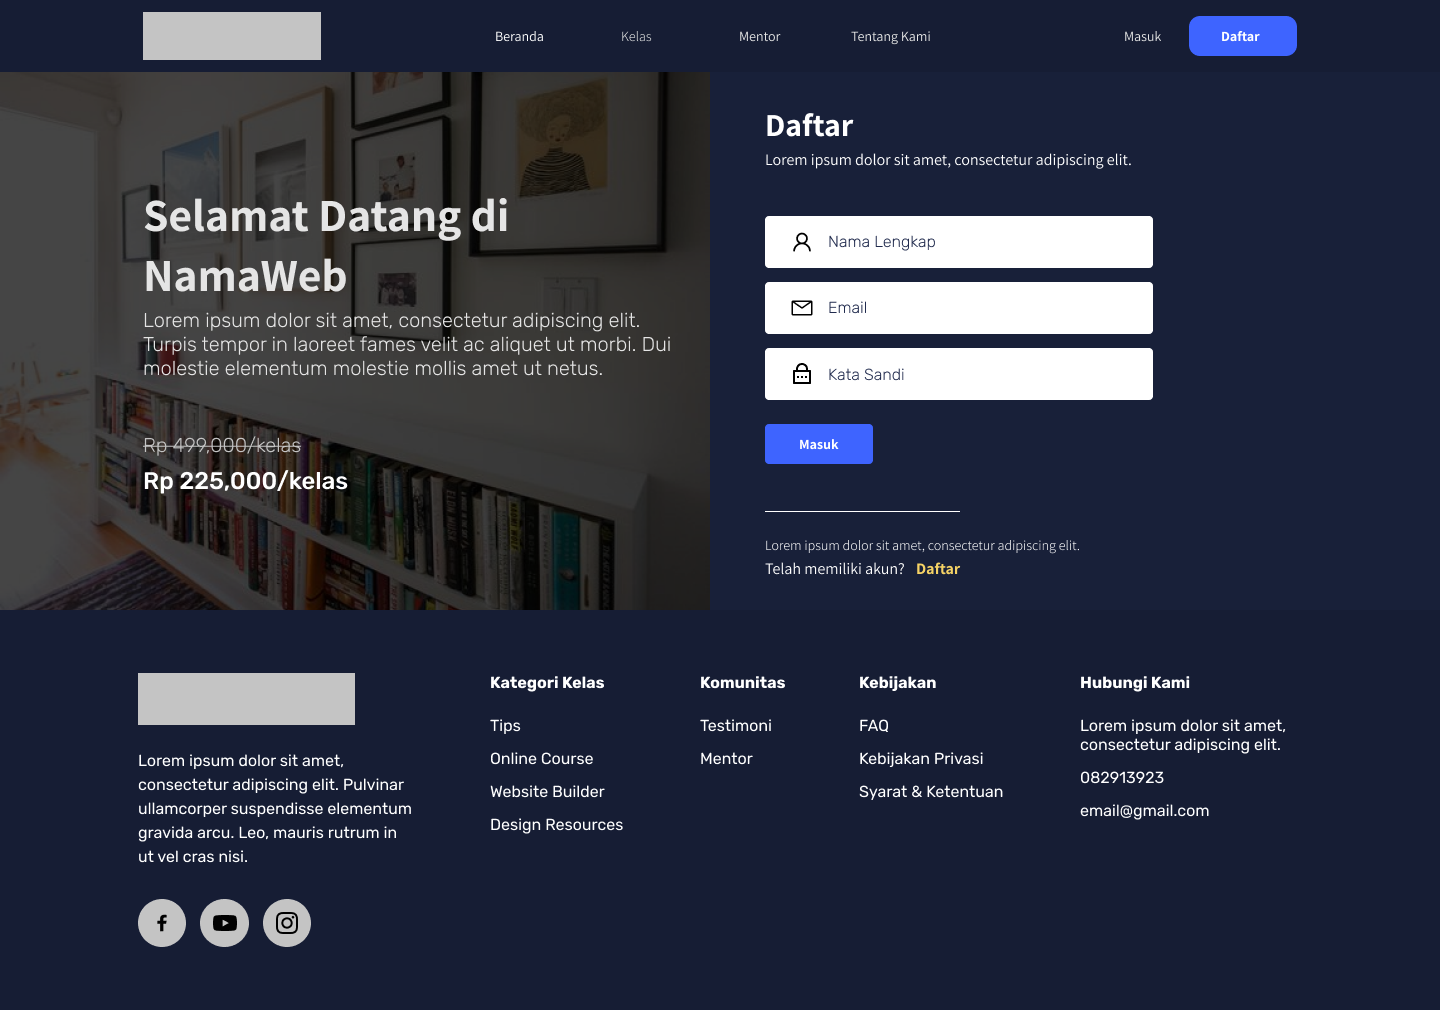 Beranda
Kelas
Mentor
Tentang Kami
Masuk
Daftar
Selamat Datang di
NamaWeb
Lorem ipsum dolor sit amet, consectetur adipiscing elit.
Turpis tempor in laoreet fames velit ac aliquet ut morbi. Dui
molestie elementum molestie mollis amet ut netus.
Rp 499,000/kelas
Rp 225,000/kelas
Daftar
Lorem ipsum dolor sit amet, consectetur adipiscing elit.
Nama Lengkap
Email
Kata Sandi
Masuk
Lorem ipsum dolor sit amet, consectetur adipiscing elit.
Telah memiliki akun? Daftar
Lorem ipsum dolor sit amet,
consectetur adipiscing elit. Pulvinar
ullamcorper suspendisse elementum
gravida arcu. Leo, mauris rutrum in
ut vel cras nisi.
Kategori Kelas
Tips
Online Course
Website Builder
Design Resources
Komunitas
Testimoni
Mentor
Kebijakan
FAQ
Kebijakan Privasi
Syarat & Ketentuan
Hubungi Kami
Lorem ipsum dolor sit amet,
consectetur adipiscing elit.
082913923
email@gmail.com